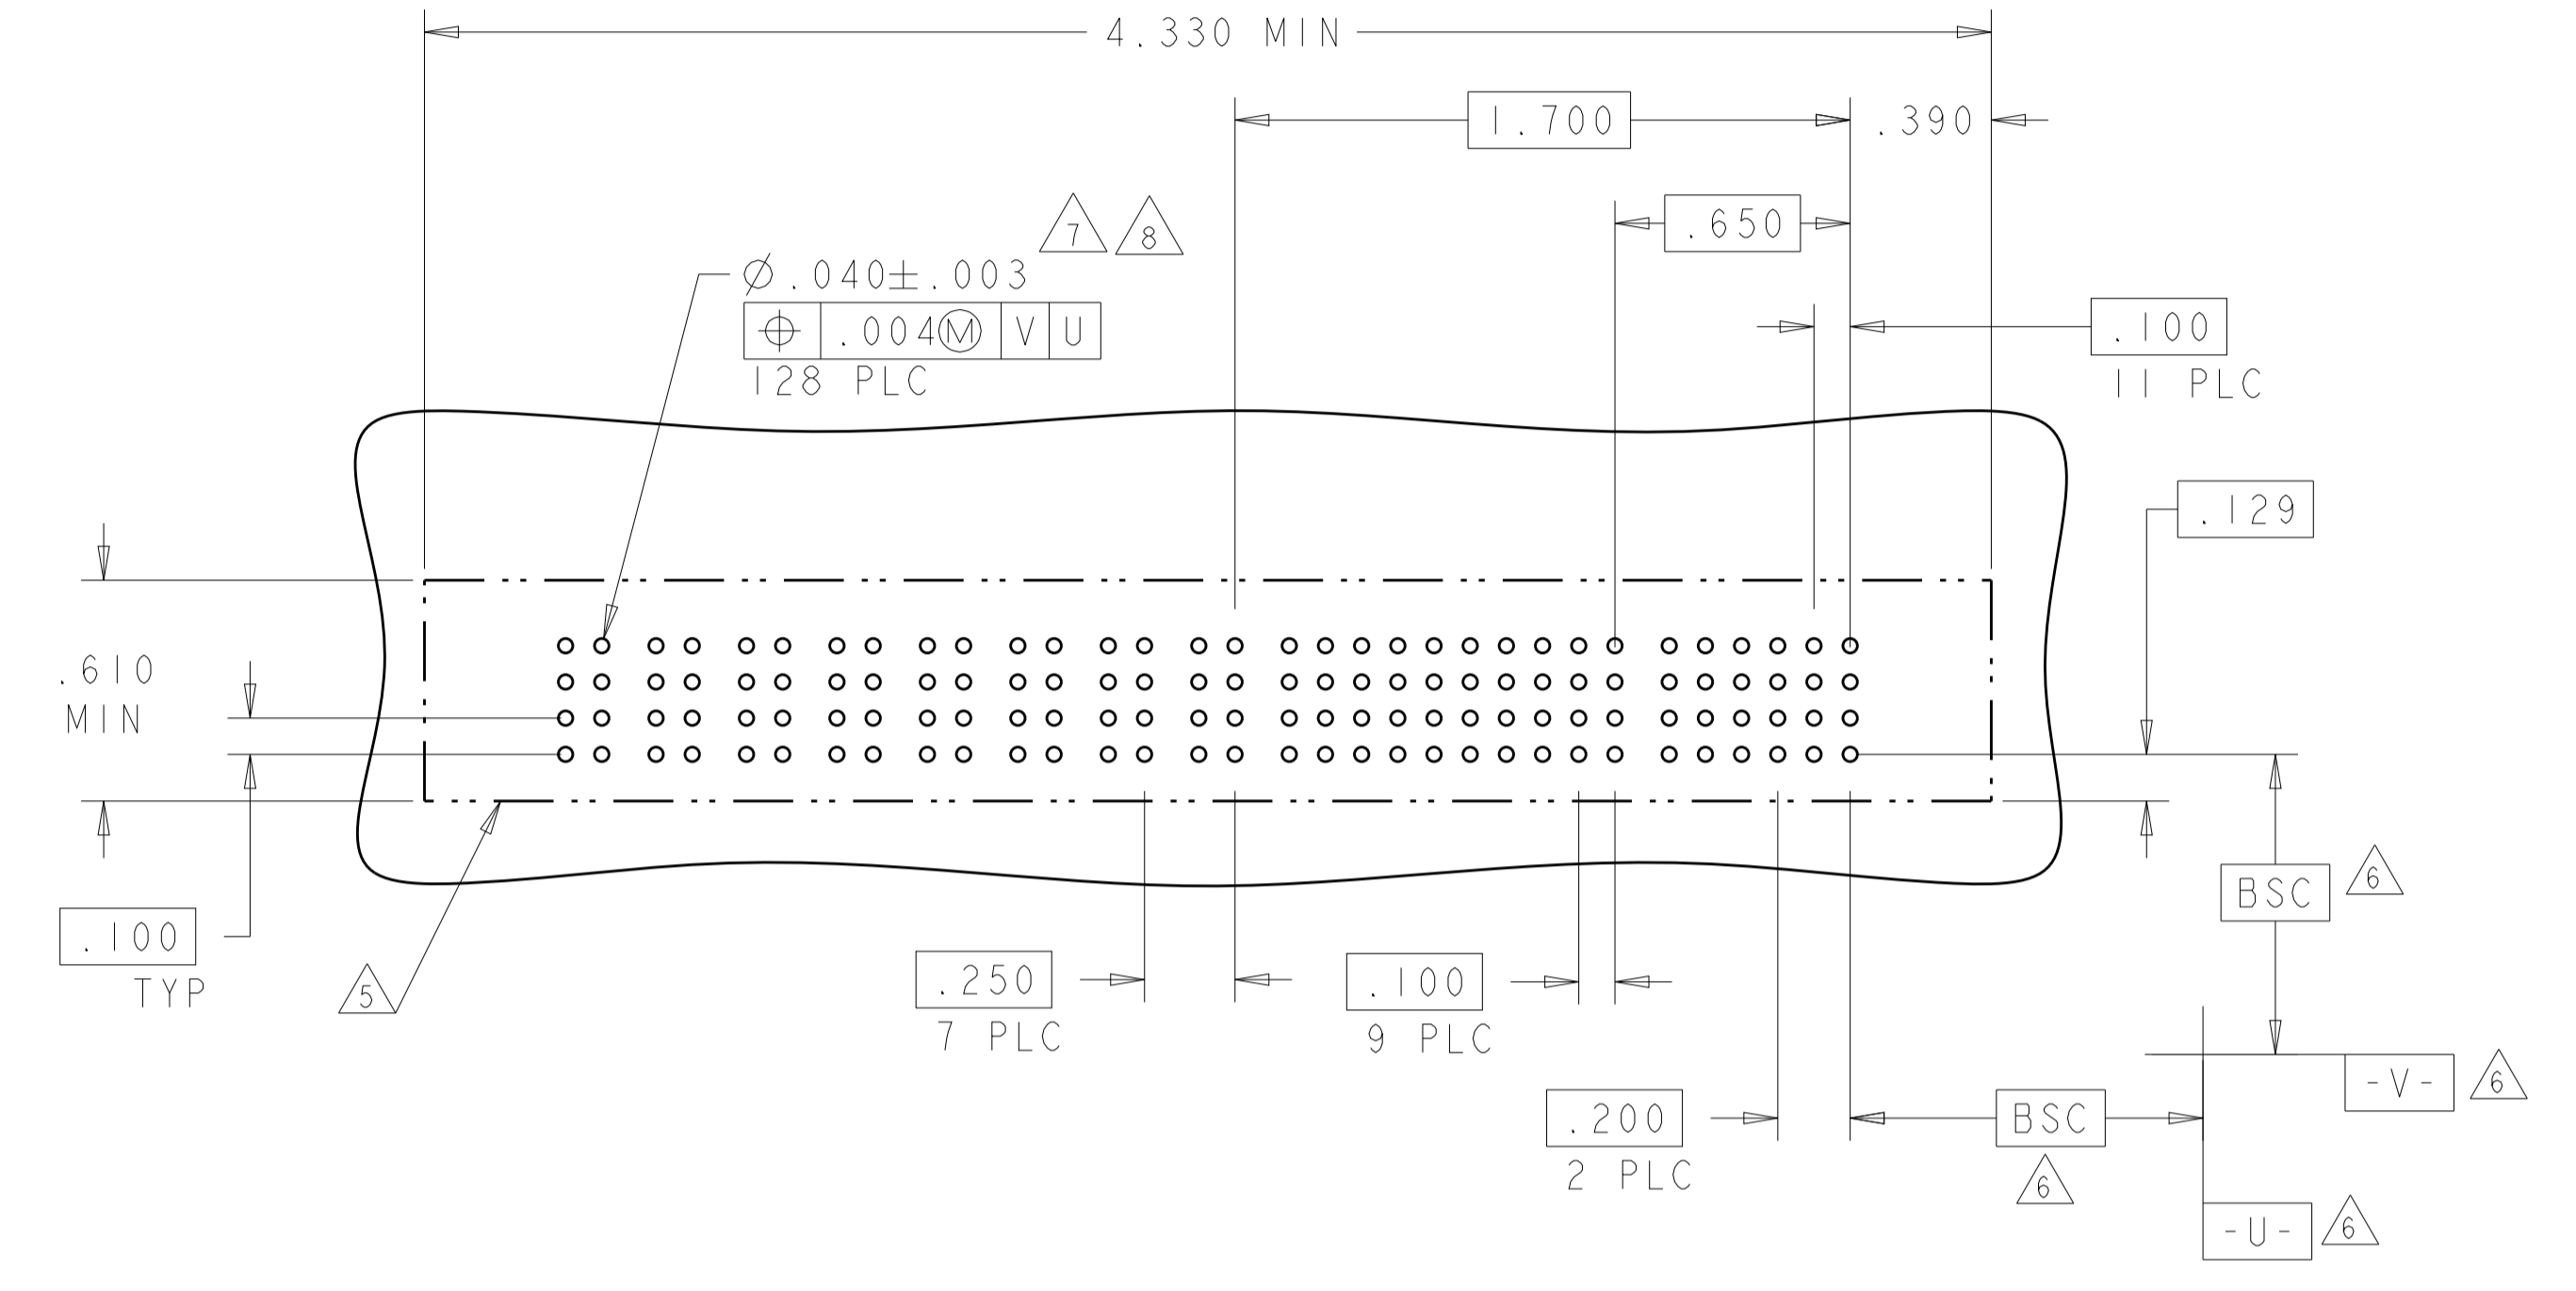 4.330 MIN
1.700
.390
.650
7
8
Ø.040±.003
⌖ .004Ⓜ V U
128 PLC
.100
11 PLC
.129
.610
MIN
.100
TYP
5
.250
7 PLC
.100
9 PLC
.200
2 PLC
BSC
6
-V-
6
BSC
6
-U-
6